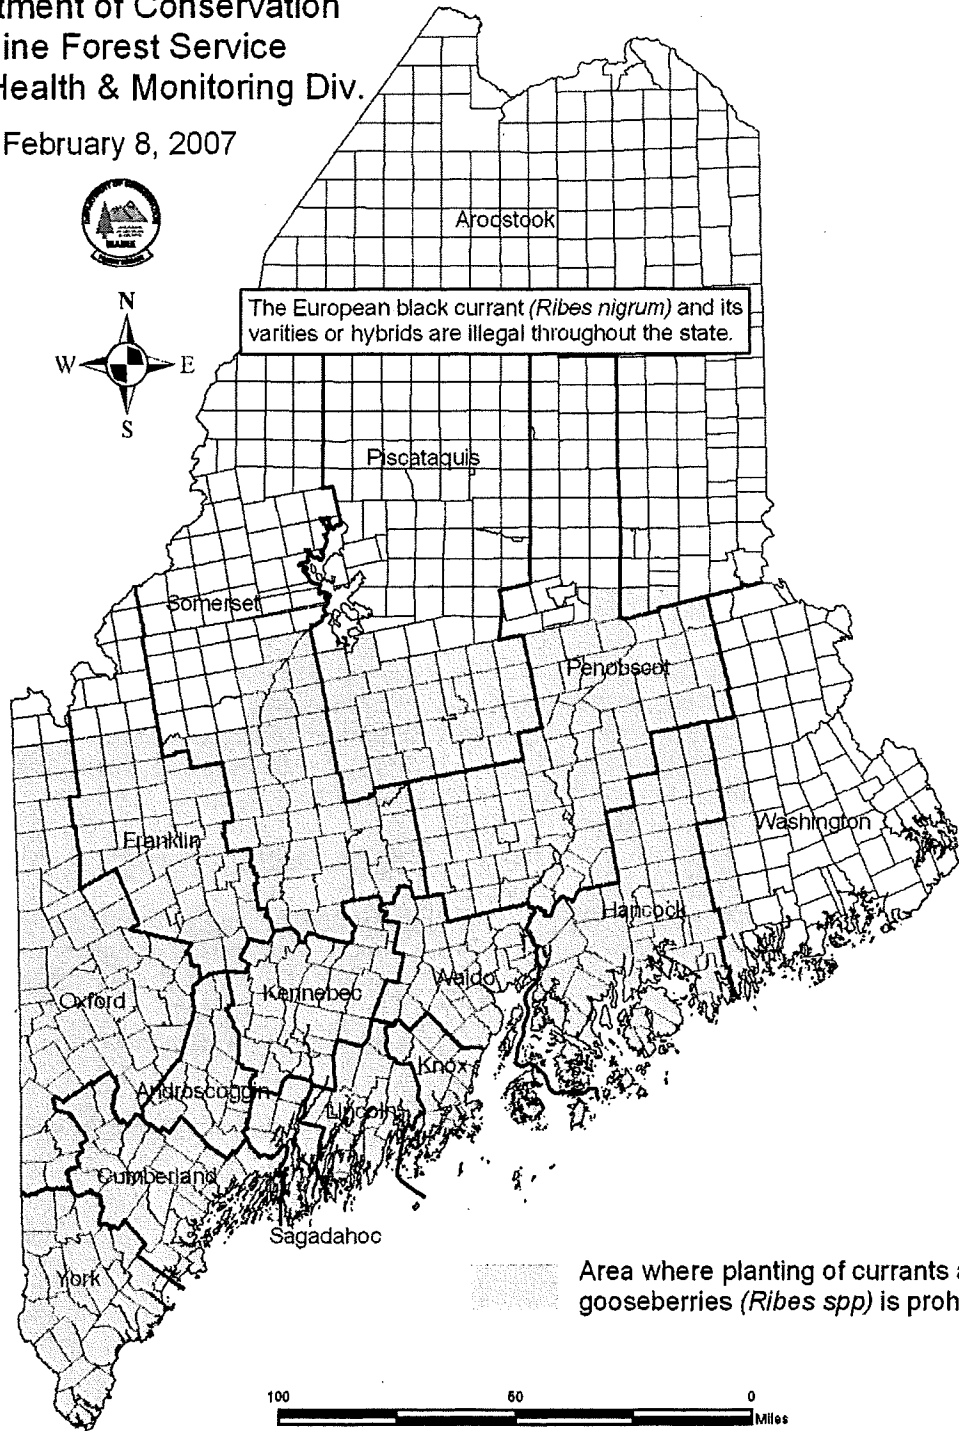 tment of Conservation
ine Forest Service
Health & Monitoring Div.
February 8, 2007
MAINE
N
W E
S
Aroostook
The European black currant (Ribes nigrum) and its
varities or hybrids are illegal throughout the state.
Piscataquis
Somerset
Penobscot
Franklin
Washington
Hancock
Waldo
Kennebec
Oxford
Knox
Androscoggin
Lincoln
Cumberland
Sagadahoc
York
Area where planting of currants a
gooseberries (Ribes spp) is proh
100 50 0
Miles